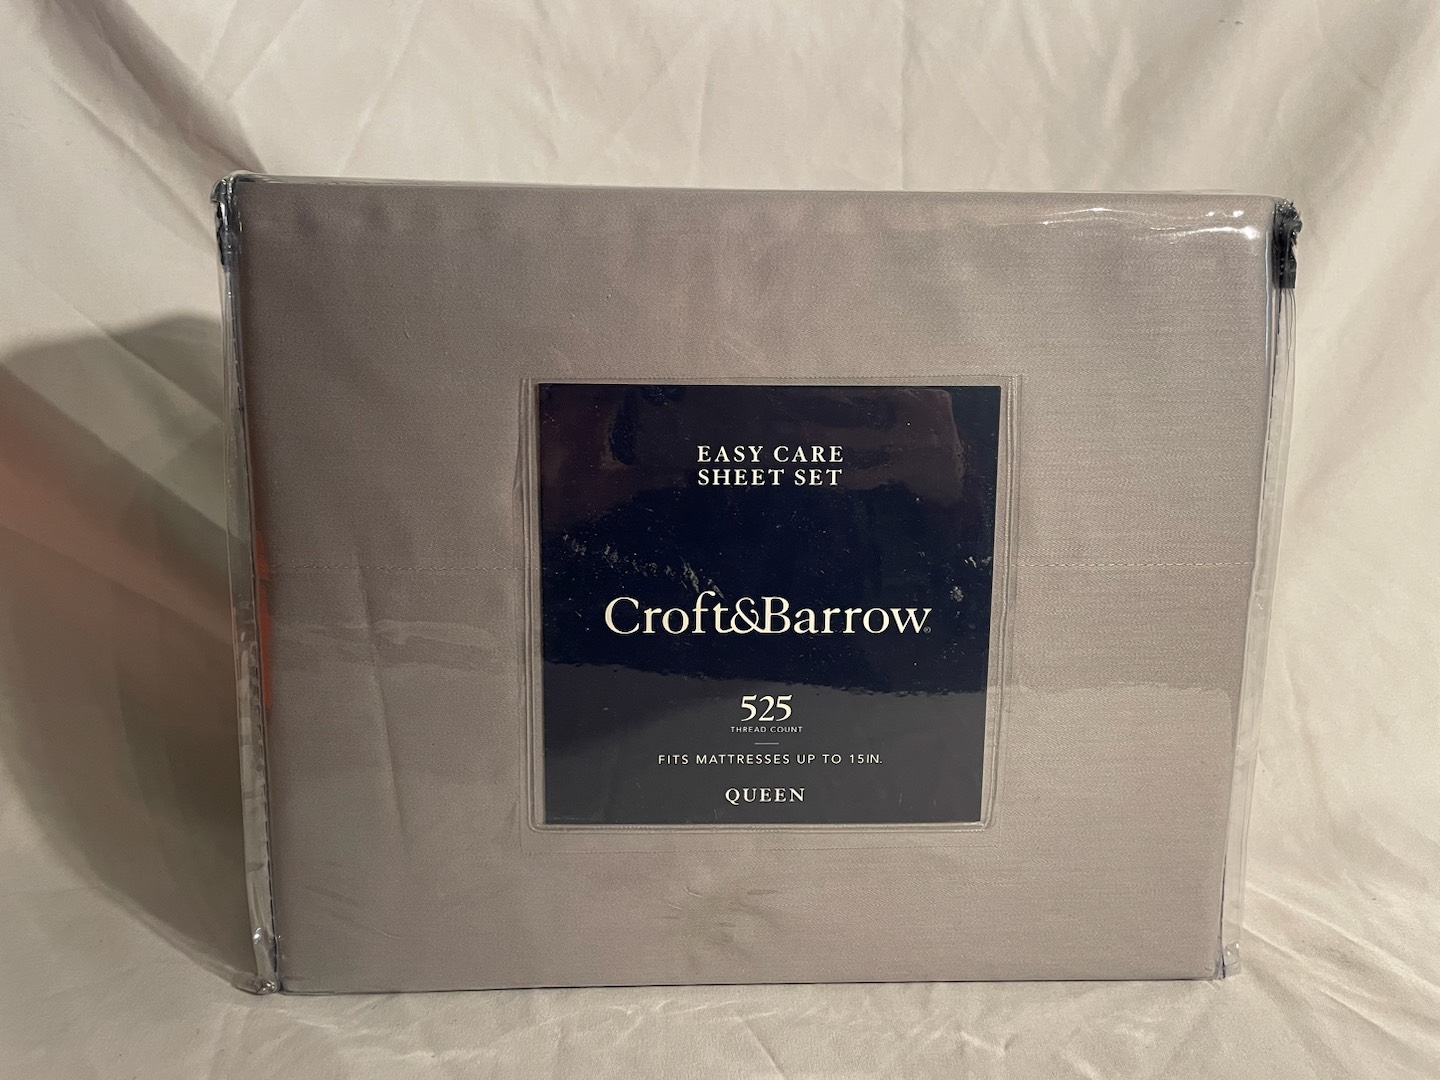 EASY CARE
SHEET SET
Croft&Barrow®
525
THREAD COUNT
FITS MATTRESSES UP TO 15IN.
QUEEN